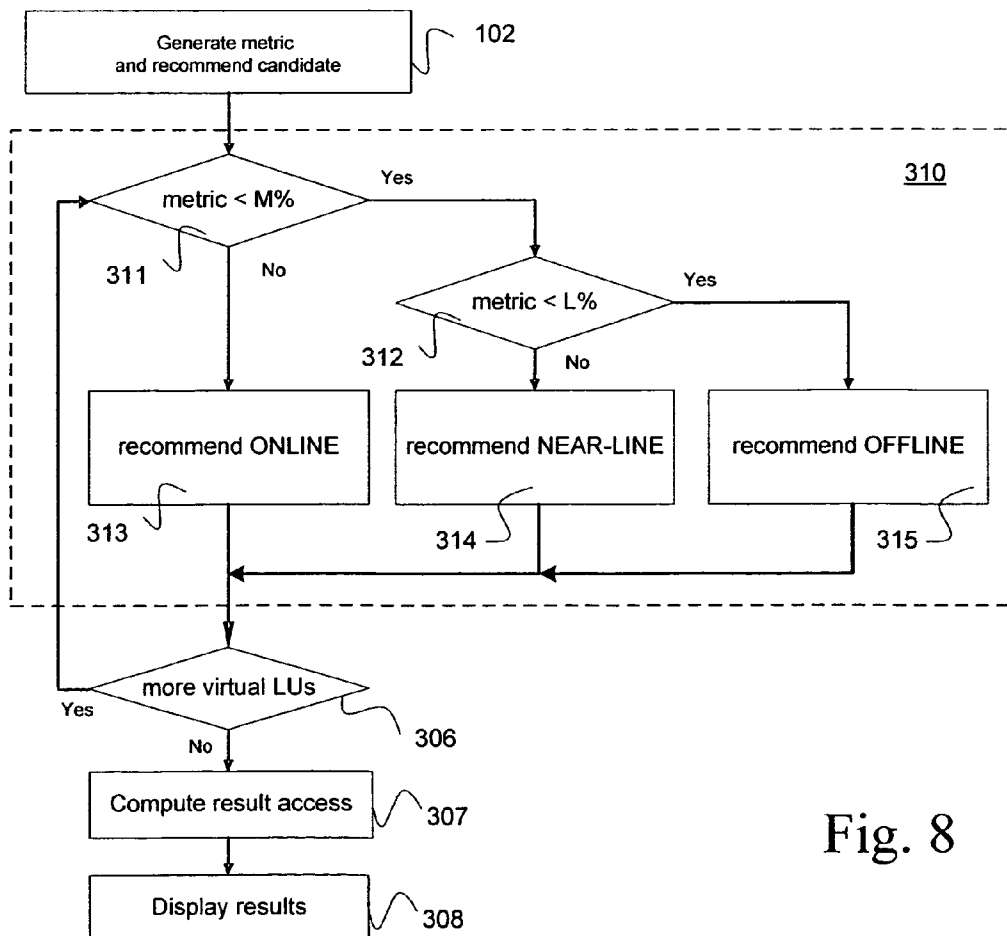 Generate metric
and recommend candidate
102
310
metric < M%
Yes
311
No
metric < L%
Yes
312
No
recommend ONLINE
recommend NEAR-LINE
recommend OFFLINE
313
314
315
more virtual LUs
Yes
306
No
Compute result access
307
Fig. 8
Display results
308